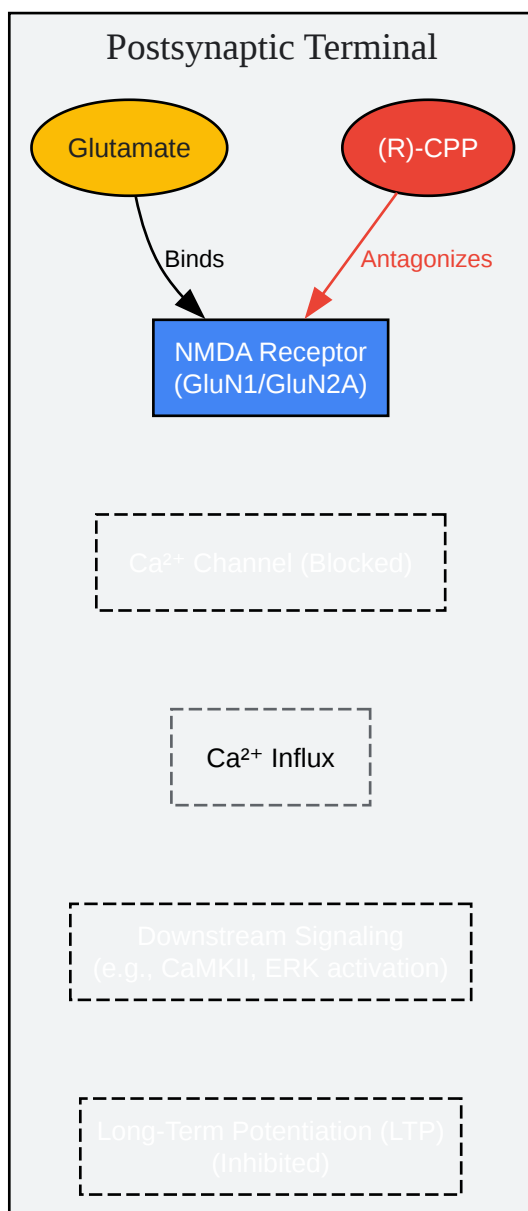 Postsynaptic Terminal
Glutamate
(R)-CPP
Binds
Antagonizes
NMDA Receptor
(GluN1/GluN2A)
Ca²⁺ Channel (Blocked)
Ca²⁺ Influx
Downstream Signaling
(e.g., CaMKII, ERK activation)
Long-Term Potentiation (LTP)
(Inhibited)